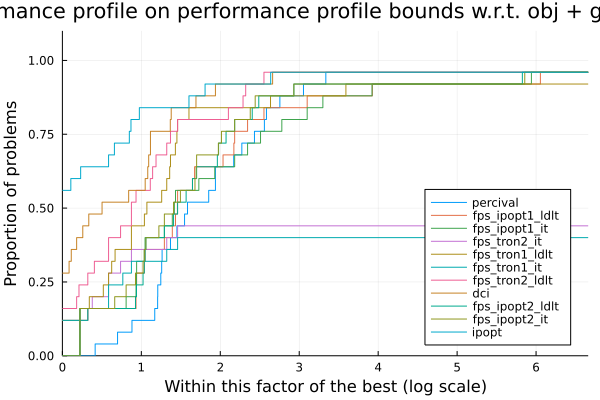 mance profile on performance profile bounds w.r.t. obj + g
Proportion of problems
1.00
0.75
0.50
0.25
0.00
percival
fps_ipopt1_ldlt
fps_ipopt1_it
fps_tron2_it
fps_tron1_ldlt
fps_tron1_it
fps_tron2_ldlt
dci
fps_ipopt2_ldlt
fps_ipopt2_it
ipopt
0 1 2 3 4 5 6
Within this factor of the best (log scale)